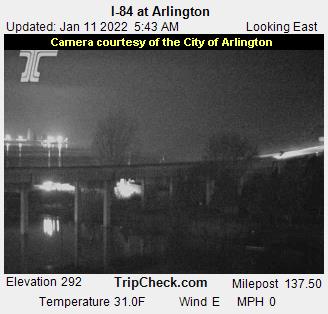 I-84 at Arlington
Updated: Jan 11 2022 5:43 AM Looking East
Camera courtesy of the City of Arlington
Elevation 292 TripCheck.com Milepost 137.50
Temperature 31.0F Wind E MPH 0